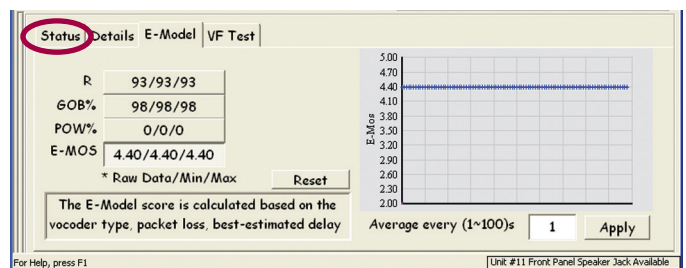 Status Details E-Model VF Test
R 93/93/93
GOB% 98/98/98
POW% 0/0/0
E-MOS 4.40/4.40/4.40
* Raw Data/Min/Max Reset
The E-Model score is calculated based on the
vocoder type, packet loss, best-estimated delay
E-Mos
5.00
4.70
4.40
4.10
3.80
3.50
3.20
2.90
2.60
2.30
2.00
Average every (1~100)s 1 Apply
For Help, press F1
Unit #11 Front Panel Speaker Jack Available